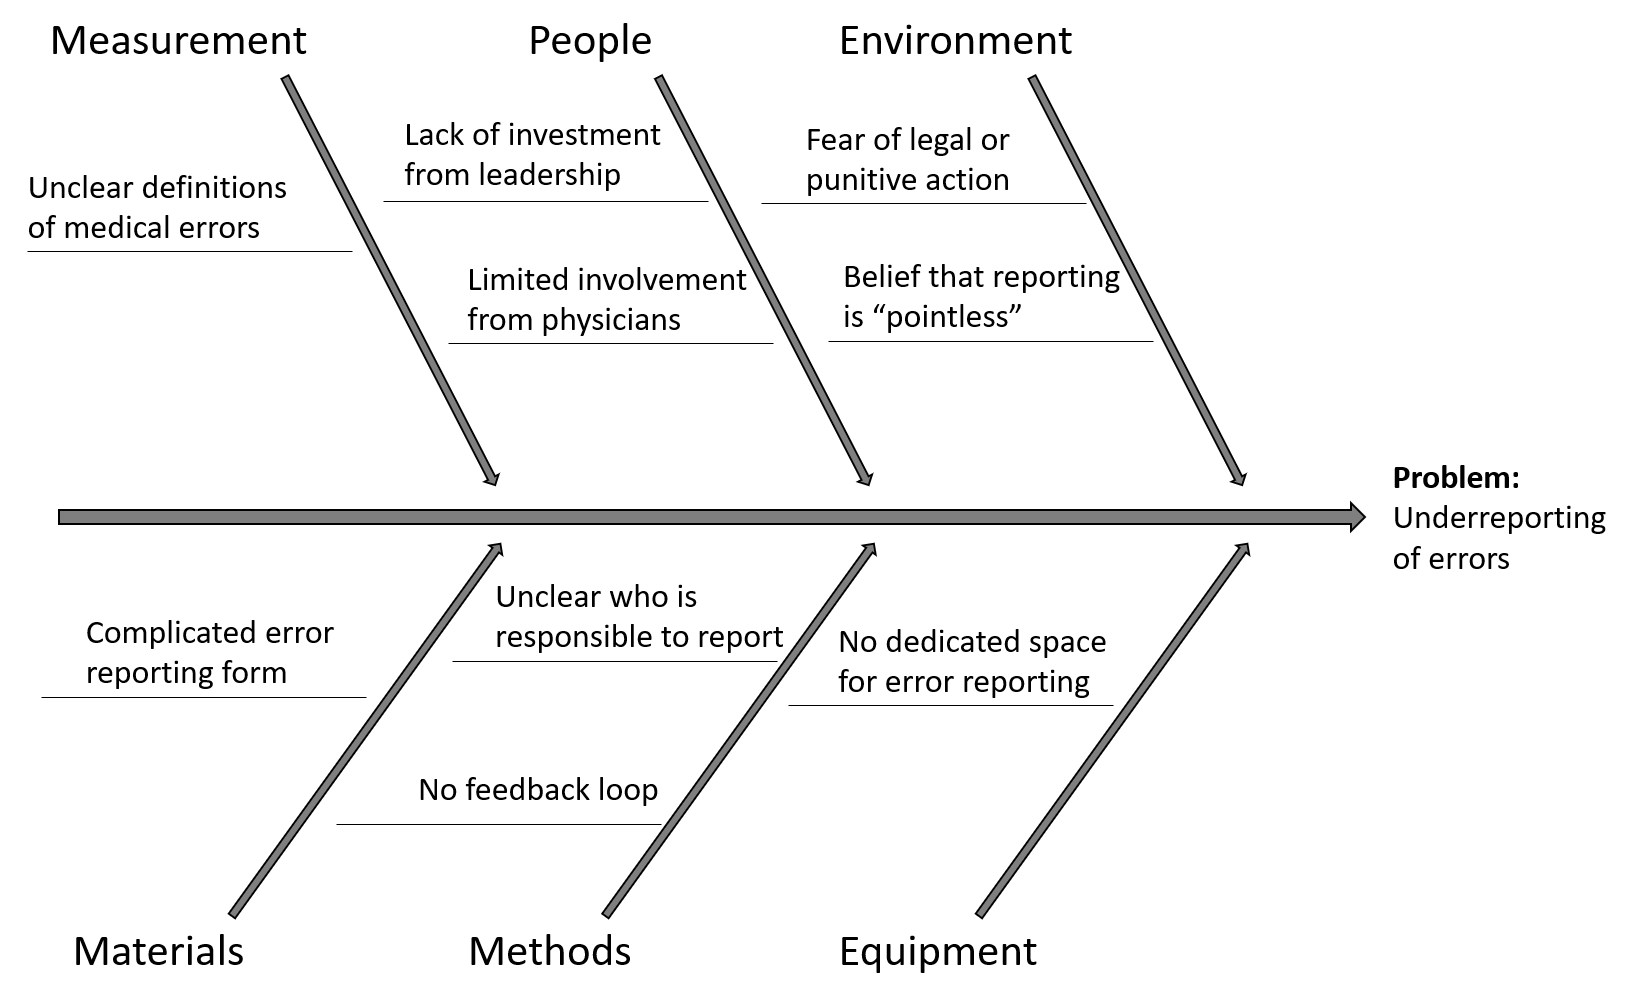 Measurement
People
Environment
Lack of investment
from leadership
Fear of legal or
punitive action
Unclear definitions
of medical errors
Limited involvement
from physicians
Belief that reporting
is “pointless”
Problem:
Underreporting
of errors
Complicated error
reporting form
Unclear who is
responsible to report
No dedicated space
for error reporting
No feedback loop
Materials
Methods
Equipment